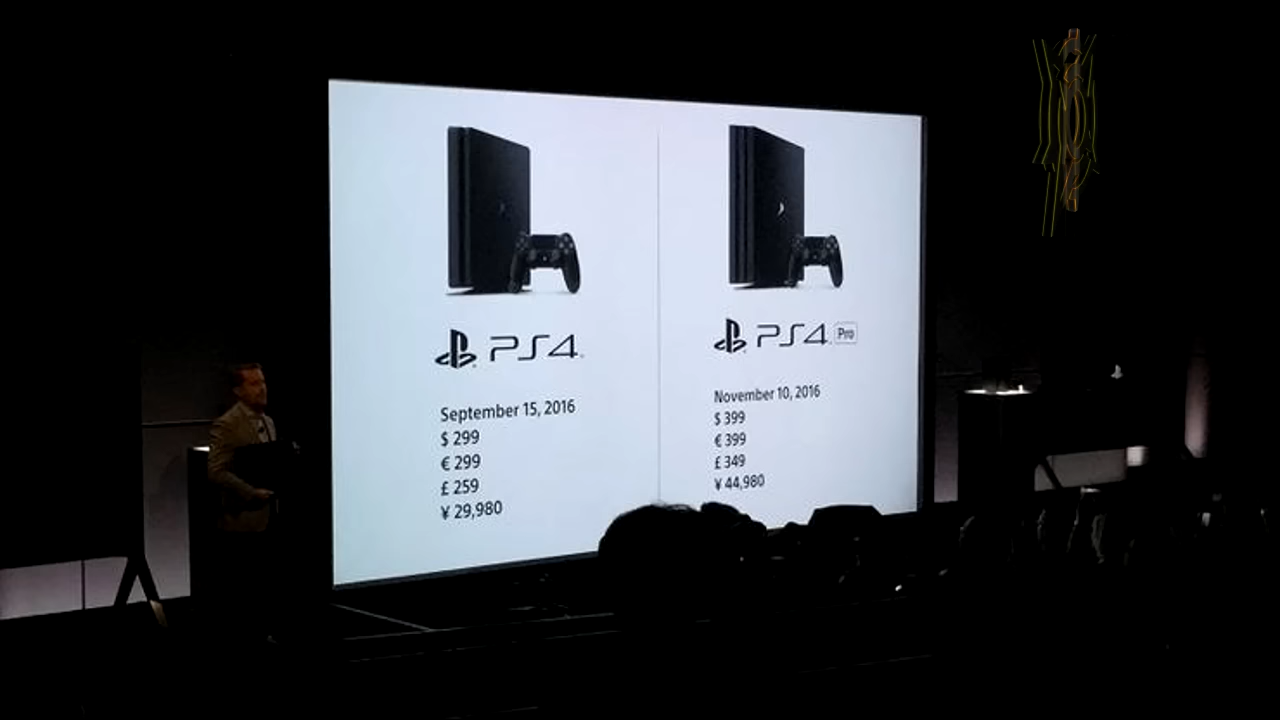 PS4
September 15, 2016
$ 299
€ 299
£ 259
¥ 29,980
PS4 Pro
November 10, 2016
$ 399
€ 399
£ 349
¥ 44,980